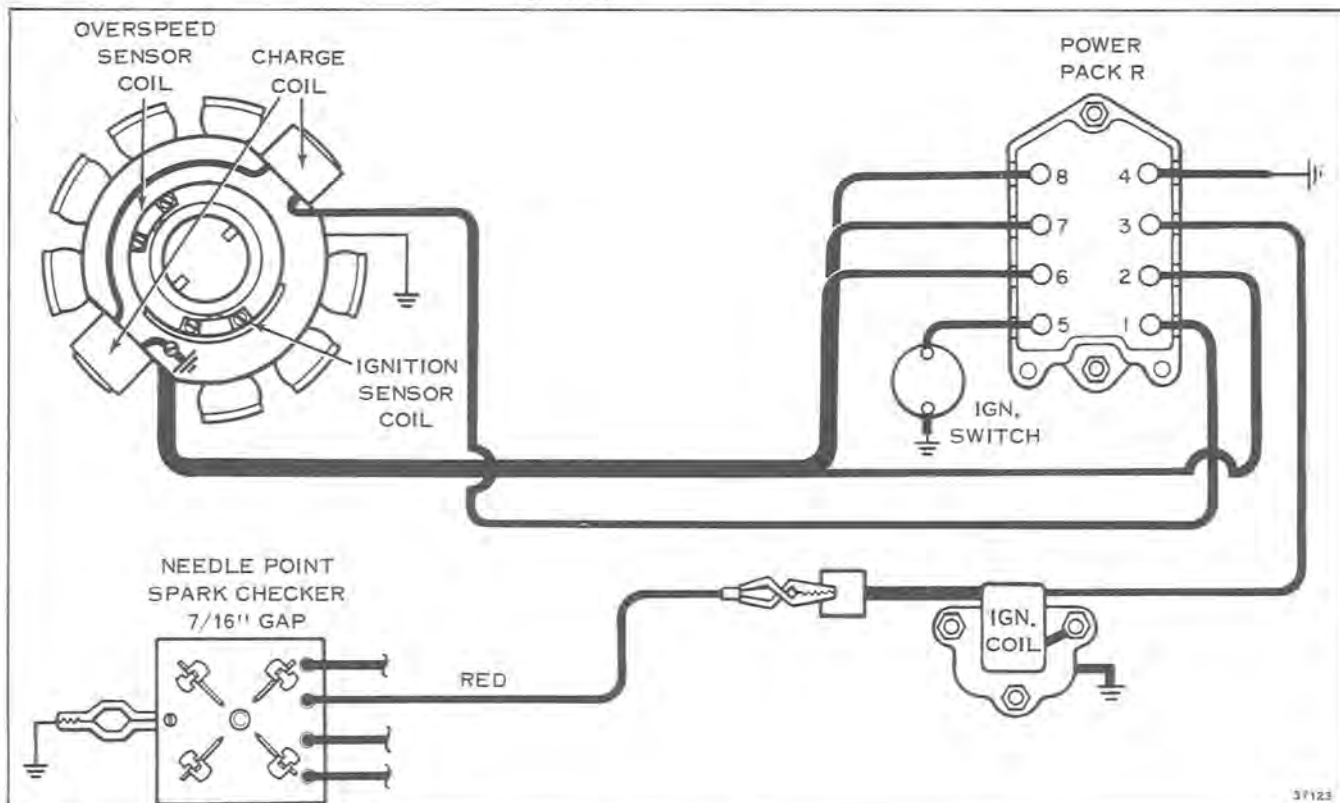 OVERSPEED
SENSOR
COIL
CHARGE
COIL
POWER
PACK R
8
4
7
3
6
2
5
1
IGNITION
SENSOR
COIL
IGN.
SWITCH
NEEDLE POINT
SPARK CHECKER
7/16" GAP
RED
IGN.
COIL
37123